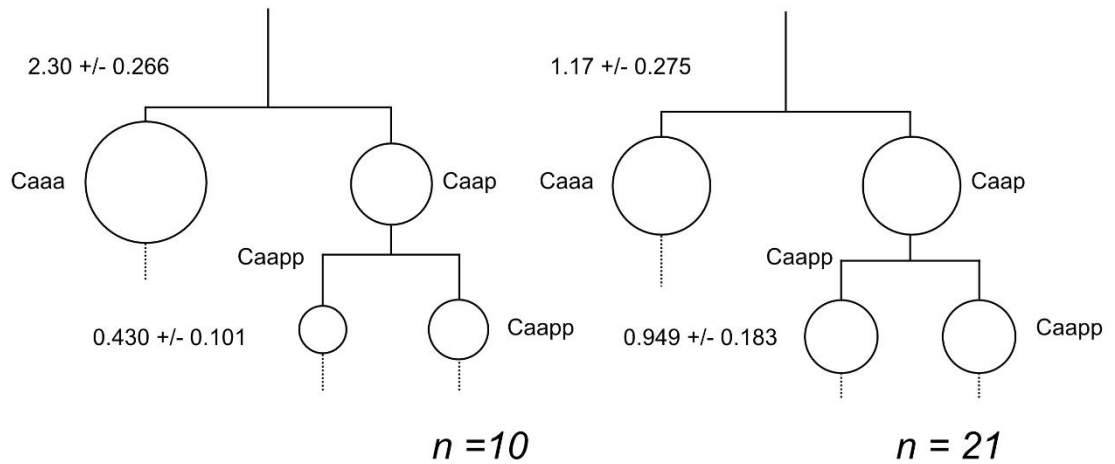 2.30 +/- 0.266
1.17 +/- 0.275
Caaa
Caap
Caaa
Caap
Caapp
Caapp
0.430 +/- 0.101
Caapp
0.949 +/- 0.183
Caapp
n =10
n = 21